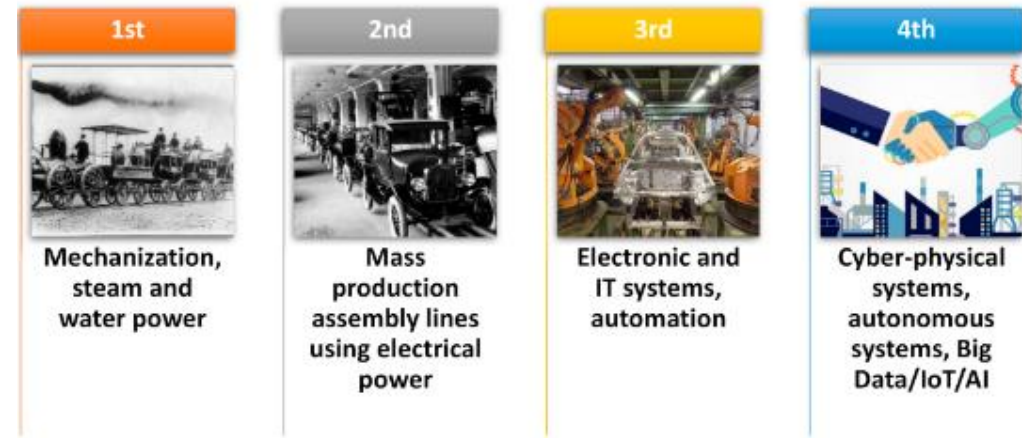 1st
Mechanization,
steam and
water power
2nd
Mass
production
assembly lines
using electrical
power
3rd
Electronic and
IT systems,
automation
4th
Cyber-physical
systems,
autonomous
systems, Big
Data/IoT/AI